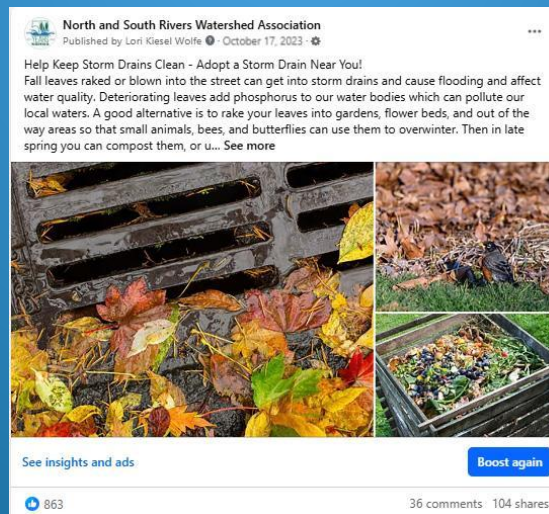 North and South Rivers Watershed Association
Published by Lori Kiesel Wolfe · October 17, 2023 ·
Help Keep Storm Drains Clean - Adopt a Storm Drain Near You!
Fall leaves raked or blown into the street can get into storm drains and cause flooding and affect
water quality. Deteriorating leaves add phosphorus to our water bodies which can pollute our
local waters. A good alternative is to rake your leaves into gardens, flower beds, and out of the
way areas so that small animals, bees, and butterflies can use them to overwinter. Then in late
spring you can compost them, or u... See more
See insights and ads
Boost again
863
36 comments 104 shares